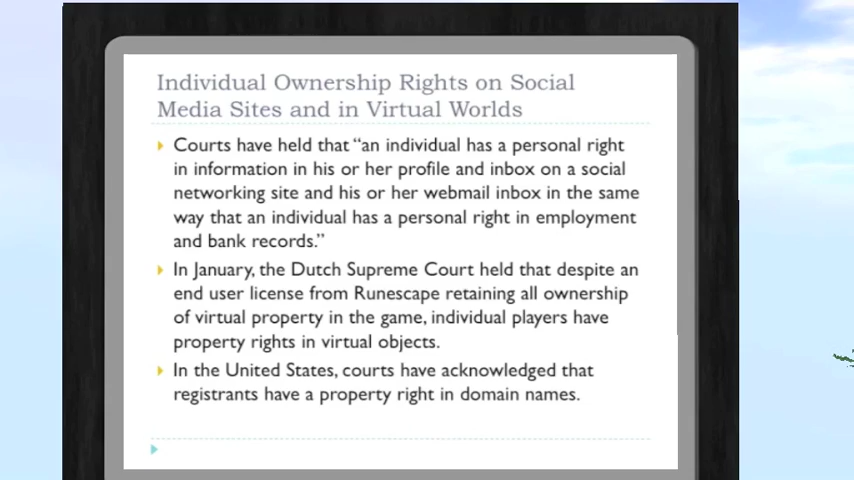 Individual Ownership Rights on Social
Media Sites and in Virtual Worlds
Courts have held that “an individual has a personal right
in information in his or her profile and inbox on a social
networking site and his or her webmail inbox in the same
way that an individual has a personal right in employment
and bank records.”
In January, the Dutch Supreme Court held that despite an
end user license from Runescape retaining all ownership
of virtual property in the game, individual players have
property rights in virtual objects.
In the United States, courts have acknowledged that
registrants have a property right in domain names.